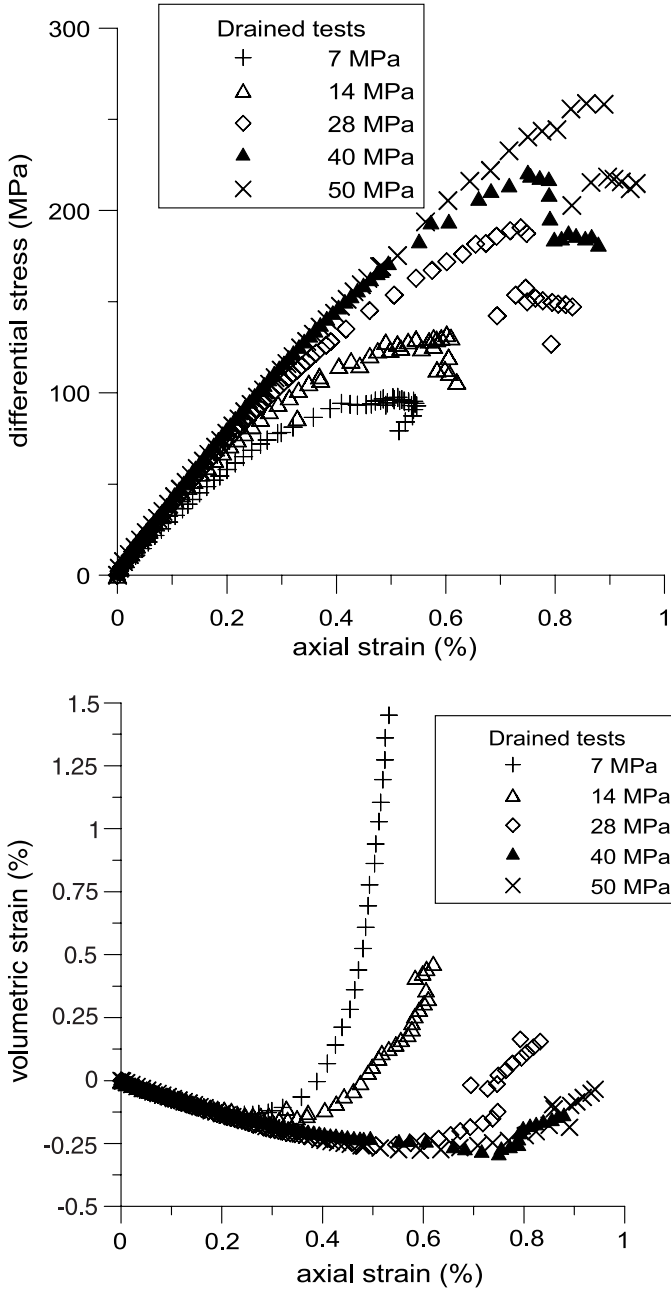 300
200
100
0
differential stress (MPa)
Drained tests
7 MPa
14 MPa
28 MPa
40 MPa
50 MPa
0 0.2 0.4 0.6 0.8 1
axial strain (%)
1.5
1.25
1
0.75
0.5
0.25
0
-0.25
-0.5
volumetric strain (%)
Drained tests
7 MPa
14 MPa
28 MPa
40 MPa
50 MPa
0 0.2 0.4 0.6 0.8 1
axial strain (%)